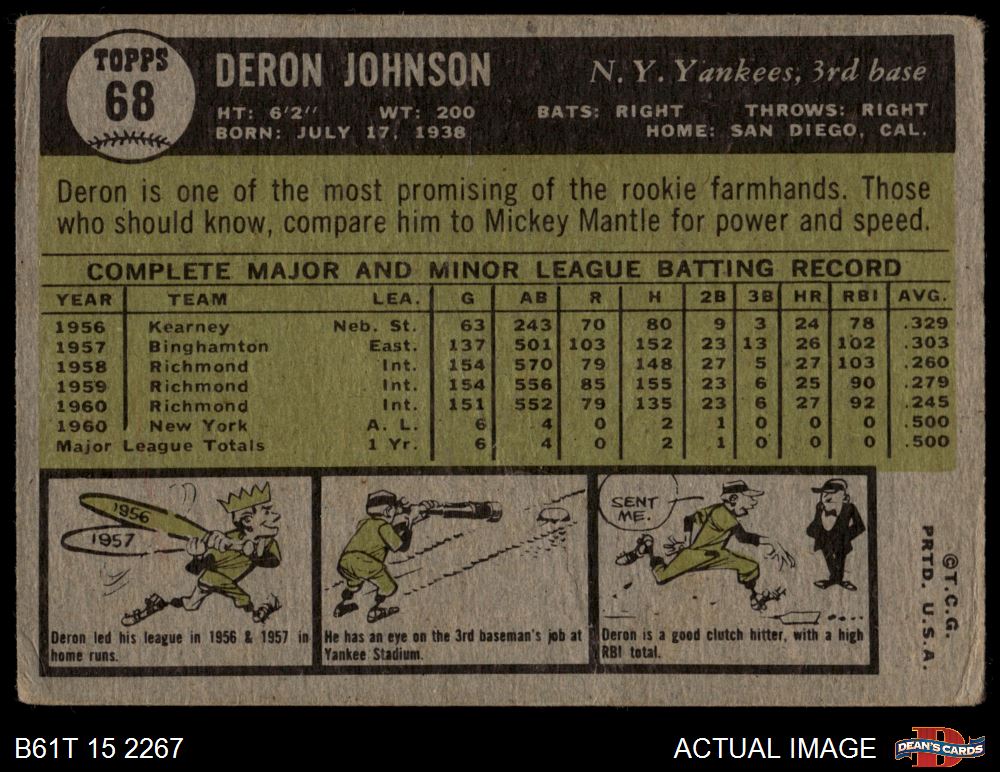 TOPPS
68
DERON JOHNSON
N. Y. Yankees, 3rd base
HT: 6'2'' WT: 200 BATS: RIGHT THROWS: RIGHT
BORN: JULY 17, 1938 HOME: SAN DIEGO, CAL.
Deron is one of the most promising of the rookie farmhands. Those
who should know, compare him to Mickey Mantle for power and speed.
COMPLETE MAJOR AND MINOR LEAGUE BATTING RECORD
YEAR TEAM LEA. G AB R H 2B 3B HR RBI AVG.
1956 Kearney Neb. St. 63 243 70 80 9 3 24 78 .329
1957 Binghamton East. 137 501 103 152 23 13 26 102 .303
1958 Richmond Int. 154 570 79 148 27 5 27 103 .260
1959 Richmond Int. 154 556 85 155 23 6 25 90 .279
1960 Richmond Int. 151 552 79 135 23 6 27 92 .245
1960 New York A. L. 6 4 0 2 1 0 0 0 .500
Major League Totals 1 Yr. 6 4 0 2 1 0 0 0 .500
1956
1957
Deron led his league in 1956 & 1957 in
home runs.
He has an eye on the 3rd baseman's job at
Yankee Stadium.
SENT
ME.
Deron is a good clutch hitter, with a high
RBI total.
©T.C.G.
PRTD. U.S.A.
B61T 15 2267
ACTUAL IMAGE
DEAN'S CARDS